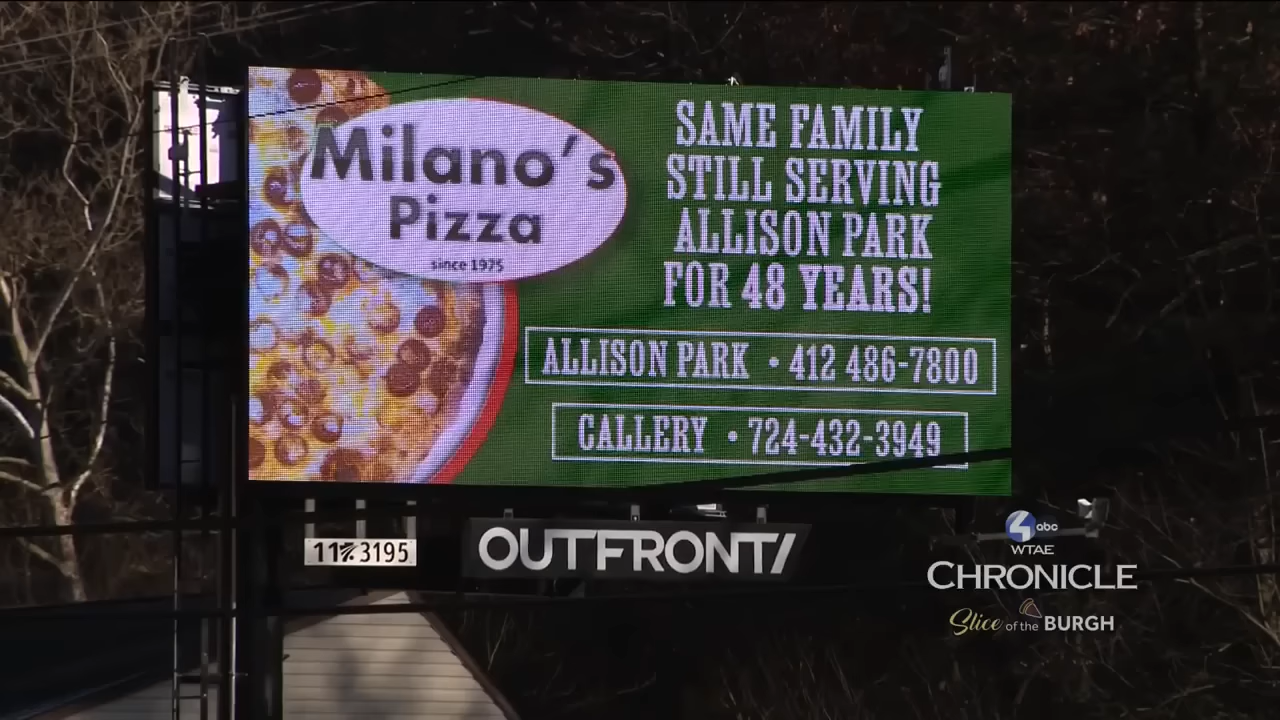 Milano's
Pizza
since 1975
SAME FAMILY
STILL SERVING
ALLISON PARK
FOR 48 YEARS!
ALLISON PARK • 412 486-7800
CALLERY • 724-432-3949
117 3195
OUTFRONT/
4 abc
WTAE
CHRONICLE
Slice of the BURGH